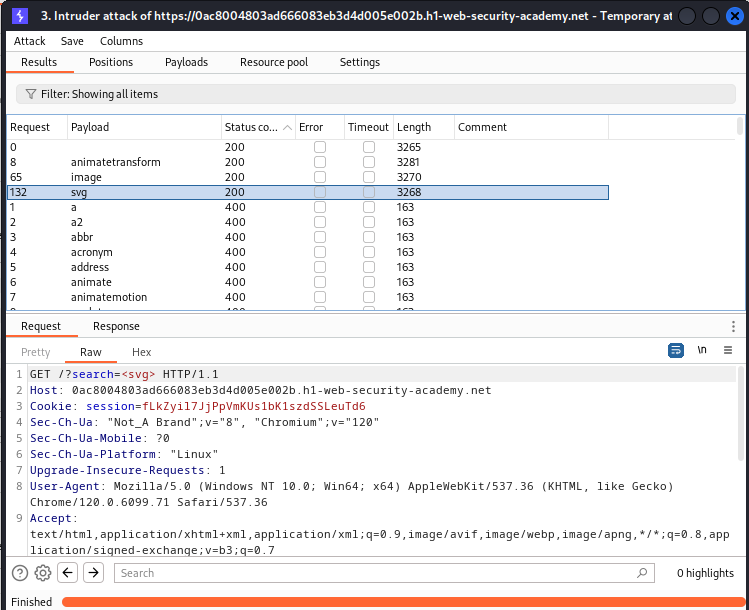 3. Intruder attack of https://0ac8004803ad666083eb3d4d005e002b.h1-web-security-academy.net - Temporary at
Attack Save Columns
Results Positions Payloads Resource pool Settings
Filter: Showing all items
Request Payload Status co... Error Timeout Length Comment
0 200 3265
8 animatetransform 200 3281
65 image 200 3270
132 svg 200 3268
1 a 400 163
2 a2 400 163
3 abbr 400 163
4 acronym 400 163
5 address 400 163
6 animate 400 163
7 animatemotion 400 163
Request Response
Pretty Raw Hex \n
1 GET /?search=<svg> HTTP/1.1
2 Host: 0ac8004803ad666083eb3d4d005e002b.h1-web-security-academy.net
3 Cookie: session=fLkZyil7JjPpVmKUs1bK1szdSSLeuTd6
4 Sec-Ch-Ua: "Not_A Brand";v="8", "Chromium";v="120"
5 Sec-Ch-Ua-Mobile: ?0
6 Sec-Ch-Ua-Platform: "Linux"
7 Upgrade-Insecure-Requests: 1
8 User-Agent: Mozilla/5.0 (Windows NT 10.0; Win64; x64) AppleWebKit/537.36 (KHTML, like Gecko)
Chrome/120.0.6099.71 Safari/537.36
9 Accept:
text/html,application/xhtml+xml,application/xml;q=0.9,image/avif,image/webp,image/apng,*/*;q=0.8,app
lication/signed-exchange;v=b3;q=0.7
Search 0 highlights
Finished